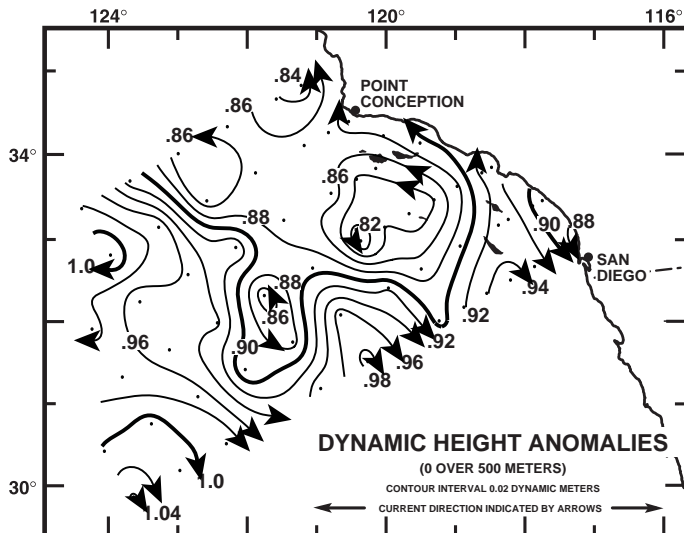 124° 120° 116°
.84
POINT
CONCEPTION
.86
.86
34°
.86
.88
.82
.90 .88
SAN
DIEGO
1.0
.88
.94
.86
.92
.96
.90
.92
.96
.98
DYNAMIC HEIGHT ANOMALIES
(0 OVER 500 METERS)
1.0
30°
CONTOUR INTERVAL 0.02 DYNAMIC METERS
CURRENT DIRECTION INDICATED BY ARROWS
1.04